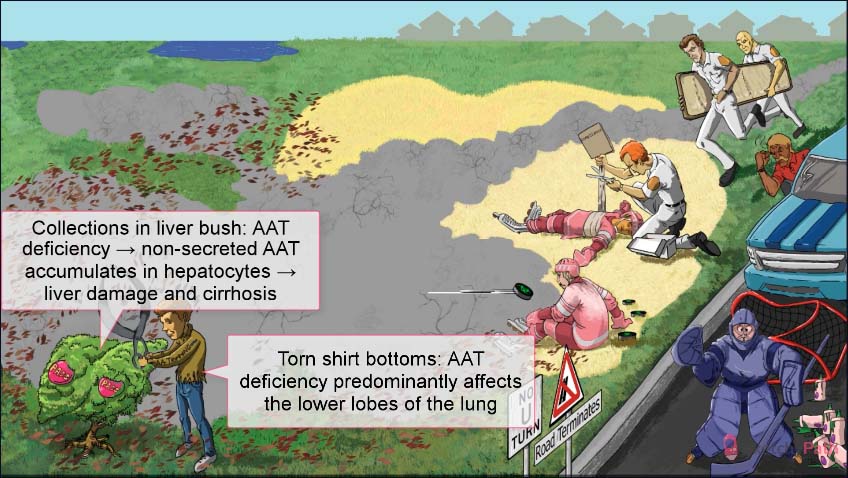 Collections in liver bush: AAT
deficiency → non-secreted AAT
accumulates in hepatocytes →
liver damage and cirrhosis
Torn shirt bottoms: AAT
deficiency predominantly affects
the lower lobes of the lung
NO
U
TURN
Road Terminates